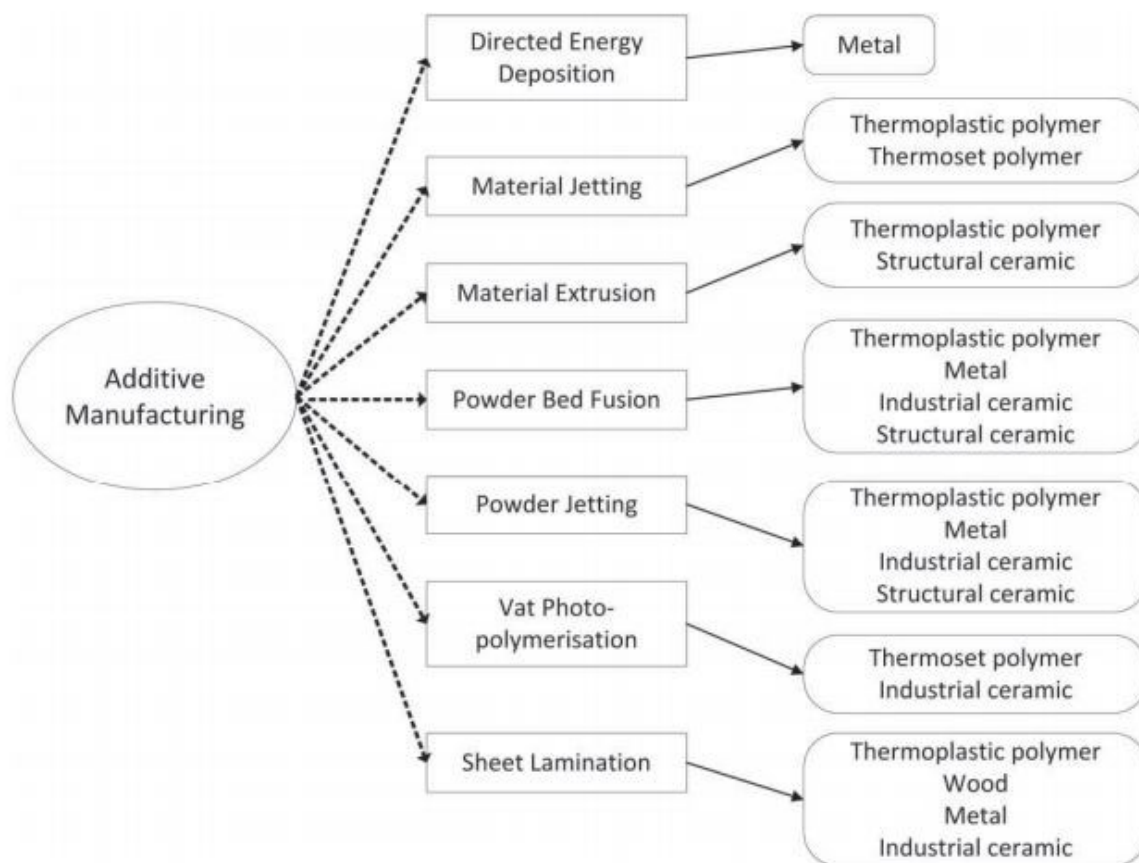 Additive
Manufacturing
Directed Energy
Deposition
Metal
Material Jetting
Thermoplastic polymer
Thermoset polymer
Material Extrusion
Thermoplastic polymer
Structural ceramic
Powder Bed Fusion
Thermoplastic polymer
Metal
Industrial ceramic
Structural ceramic
Powder Jetting
Thermoplastic polymer
Metal
Industrial ceramic
Structural ceramic
Vat Photo-
polymerisation
Thermoset polymer
Industrial ceramic
Sheet Lamination
Thermoplastic polymer
Wood
Metal
Industrial ceramic